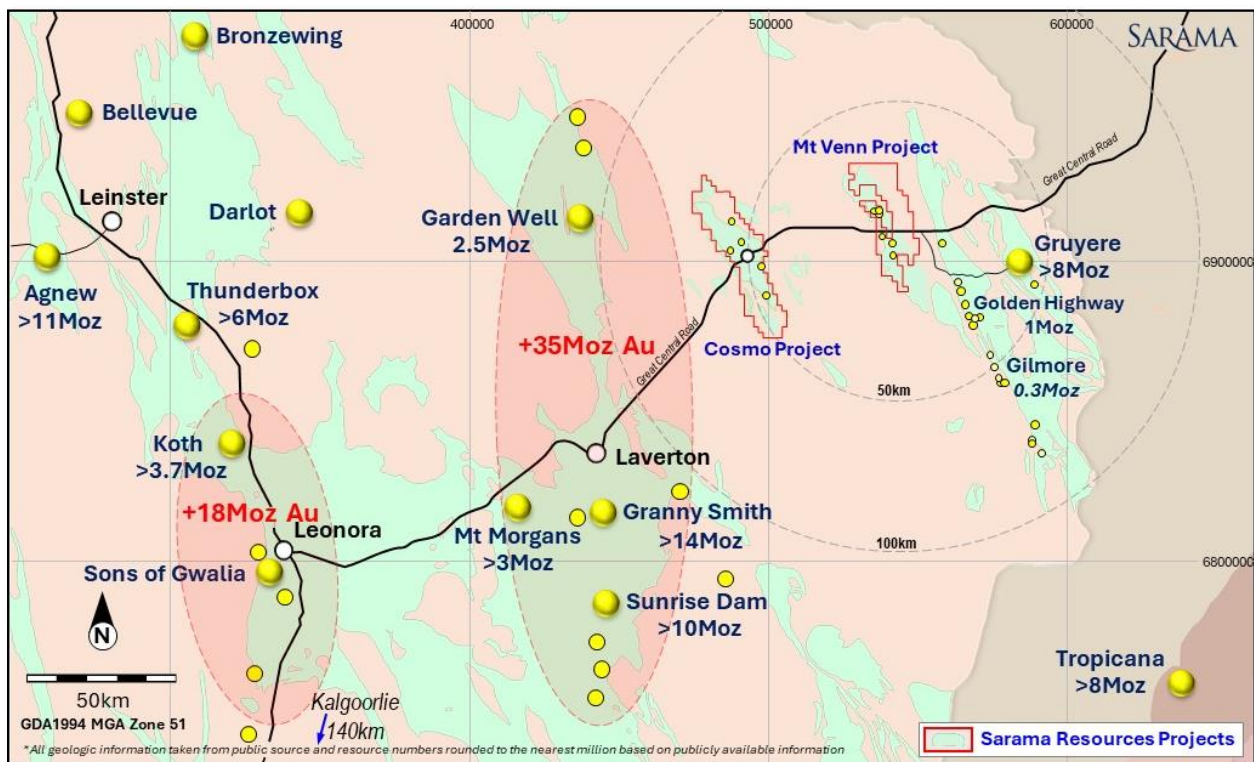 400000
500000
600000
SARAMA
Bronzewing
Bellevue
Mt Venn Project
Great Central Road
Leinster
Darlot
Garden Well
2.5Moz
Gruyere
>8Moz
6900000
Agnew
>11Moz
Thunderbox
>6Moz
Golden Highway
1Moz
+35Moz Au
Great Central Road
Cosmo Project
Gilmore
0.3Moz
50km
Koth
>3.7Moz
Laverton
+18Moz Au
Leonora
Mt Morgans
>3Moz
Granny Smith
>14Moz
100km
6800000
Sons of Gwalia
Sunrise Dam
>10Moz
N
Tropicana
>8Moz
50km
Kalgoorlie
140km
GDA1994 MGA Zone 51
*All geologic information taken from public source and resource numbers rounded to the nearest million based on publicly available information
Sarama Resources Projects